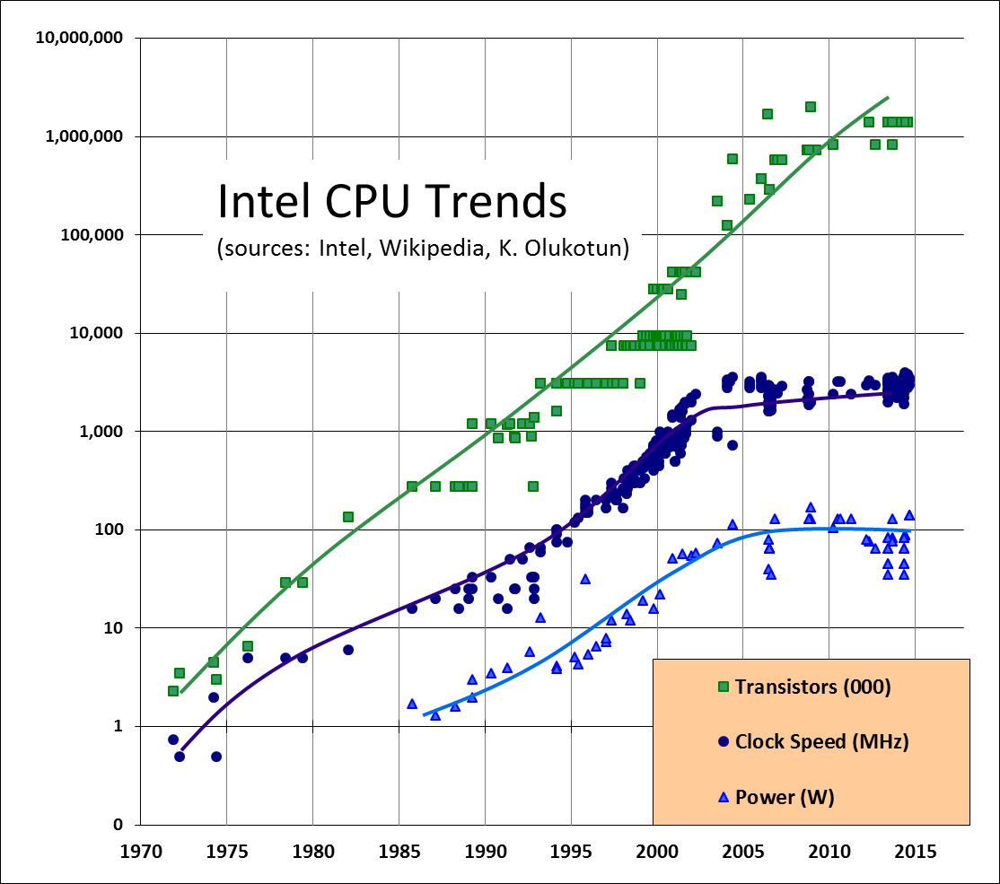 10,000,000
1,000,000
100,000
10,000
1,000
100
10
1
0
Intel CPU Trends
(sources: Intel, Wikipedia, K. Olukotun)
Transistors (000)
Clock Speed (MHz)
Power (W)
1970 1975 1980 1985 1990 1995 2000 2005 2010 2015